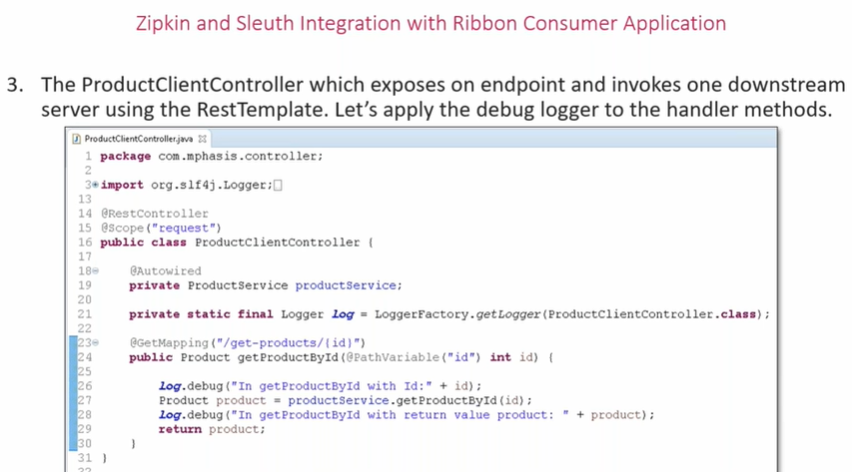 Zipkin and Sleuth Integration with Ribbon Consumer Application
3. The ProductClientController which exposes on endpoint and invokes one downstream
server using the RestTemplate. Let’s apply the debug logger to the handler methods.
ProductClientController.java
1 package com.mphasis.controller;
2
3 import org.slf4j.Logger;
13
14 @RestController
15 @Scope("request")
16 public class ProductClientController {
17
18 @Autowired
19 private ProductService productService;
20
21 private static final Logger log = LoggerFactory.getLogger(ProductClientController.class);
22
23 @GetMapping("/get-products/{id}")
24 public Product getProductById(@PathVariable("id") int id) {
25
26 log.debug("In getProductById with Id:" + id);
27 Product product = productService.getProductById(id);
28 log.debug("In getProductById with return value product: " + product);
29 return product;
30 }
31 }
32